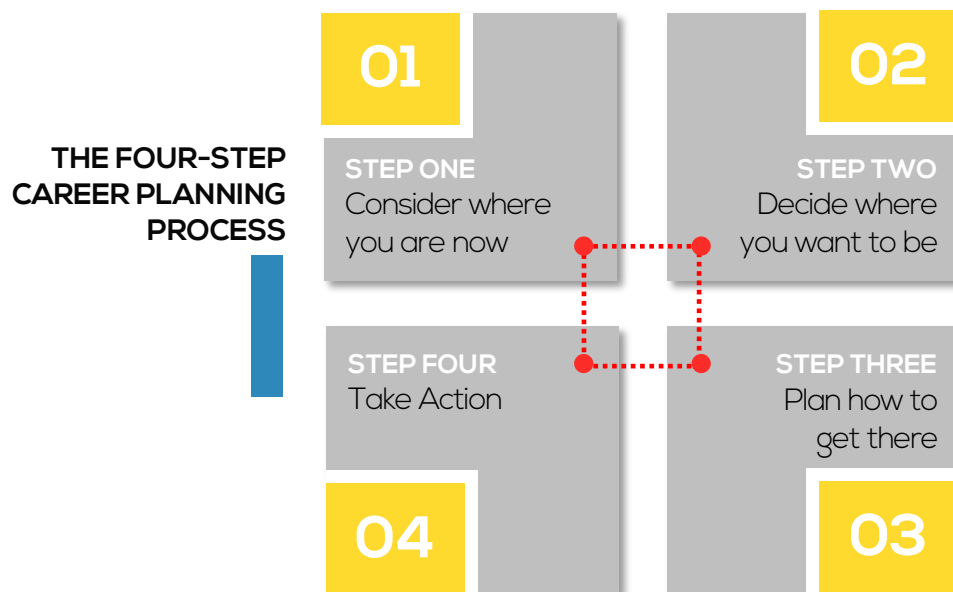 THE FOUR-STEP
CAREER PLANNING
PROCESS
01
STEP ONE
Consider where
you are now
02
STEP TWO
Decide where
you want to be
STEP THREE
Plan how to
get there
03
STEP FOUR
Take Action
04